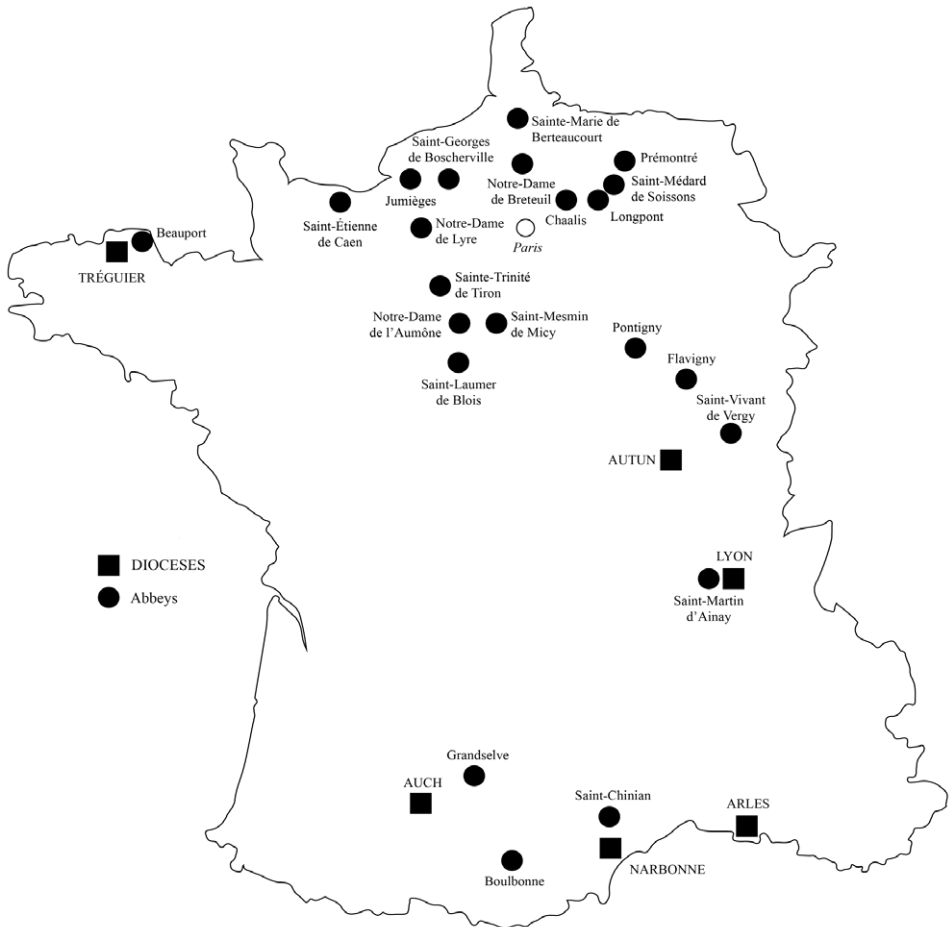 Sainte-Marie de
Berteaucourt
Saint-Georges
de Boscherville
Prémontré
Notre-Dame
de Breteuil
Saint-Médard
de Soissons
Jumièges
Chaalis
Longpont
Saint-Étienne
de Caen
Notre-Dame
de Lyre
Paris
Beauport
TRÉGUIER
Sainte-Trinité
de Tiron
Notre-Dame
de l'Aumône
Saint-Mesmin
de Micy
Pontigny
Flavigny
Saint-Laumer
de Blois
Saint-Vivant
de Vergy
AUTUN
DIOCESES
Abbeys
LYON
Saint-Martin
d'Ainay
Grandselve
AUCH
Saint-Chinian
ARLES
NARBONNE
Boulbonne